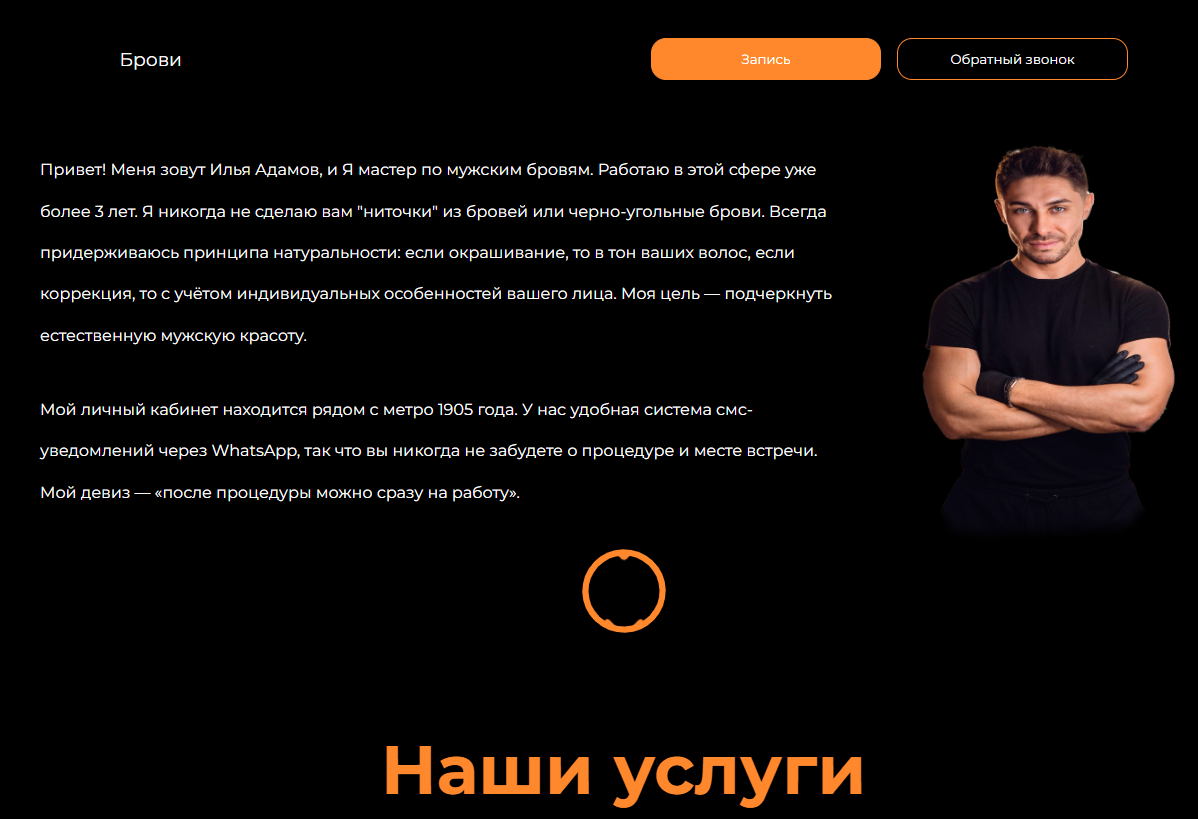 Брови
Запись
Обратный звонок
Привет! Меня зовут Илья Адамов, и Я мастер по мужским бровям. Работаю в этой сфере уже
более 3 лет. Я никогда не сделаю вам "ниточки" из бровей или черно-угольные брови. Всегда
придерживаюсь принципа натуральности: если окрашивание, то в тон ваших волос, если
коррекция, то с учётом индивидуальных особенностей вашего лица. Моя цель — подчеркнуть
естественную мужскую красоту.
Мой личный кабинет находится рядом с метро 1905 года. У нас удобная система смс-
уведомлений через WhatsApp, так что вы никогда не забудете о процедуре и месте встречи.
Мой девиз — «после процедуры можно сразу на работу».
Наши услуги